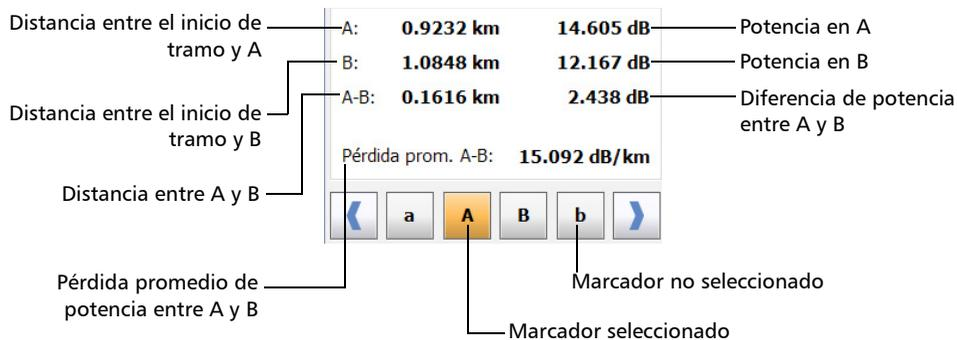 Distancia entre el inicio de
tramo y A
Distancia entre el inicio de
tramo y B
Distancia entre A y B
Pérdida promedio de
potencia entre A y B
A: 0.9232 km 14.605 dB
B: 1.0848 km 12.167 dB
A-B: 0.1616 km 2.438 dB
Pérdida prom. A-B: 15.092 dB/km
a A B b
Potencia en A
Potencia en B
Diferencia de potencia
entre A y B
Marcador no seleccionado
Marcador seleccionado